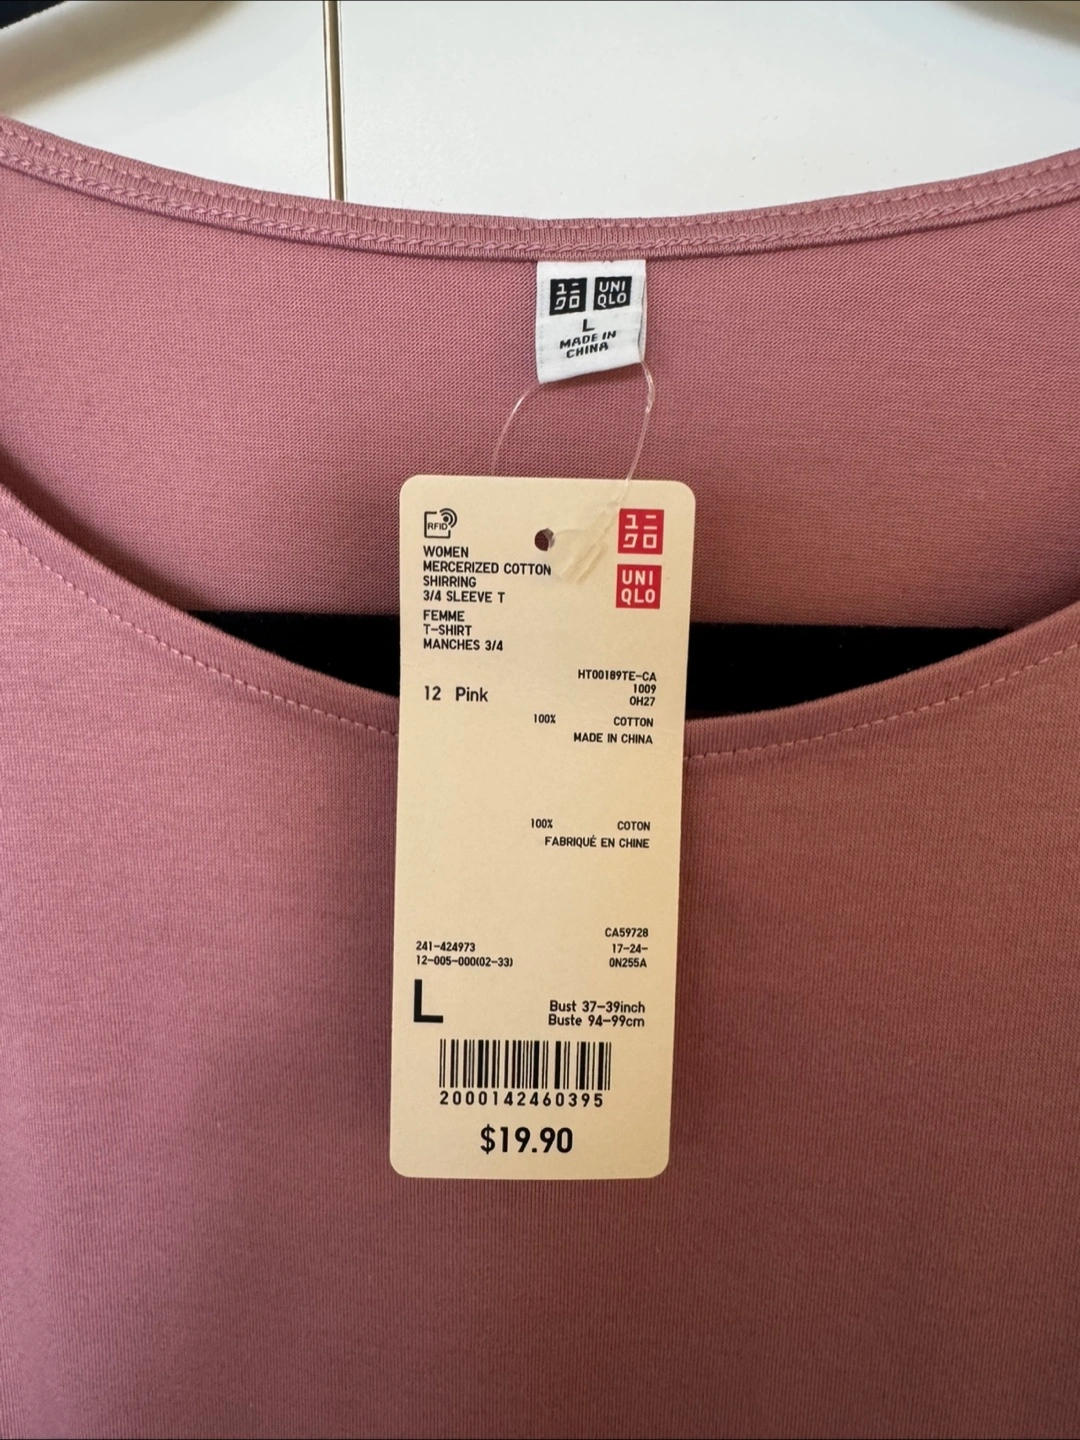 ユニ
クロ
UNI
QLO
L
MADE IN
CHINA
RFID
ユニ
クロ
UNI
QLO
WOMEN
MERCERIZED COTTON
SHIRRING
3/4 SLEEVE T
FEMME
T-SHIRT
MANCHES 3/4
12 Pink
HT00189TE-CA
1009
0H27
100% COTTON
MADE IN CHINA
100% COTON
FABRIQUÉ EN CHINE
241-424973
12-005-000(02-33)
CA59728
17-24-
0N255A
L
Bust 37-39inch
Buste 94-99cm
2000142460395
$19.90